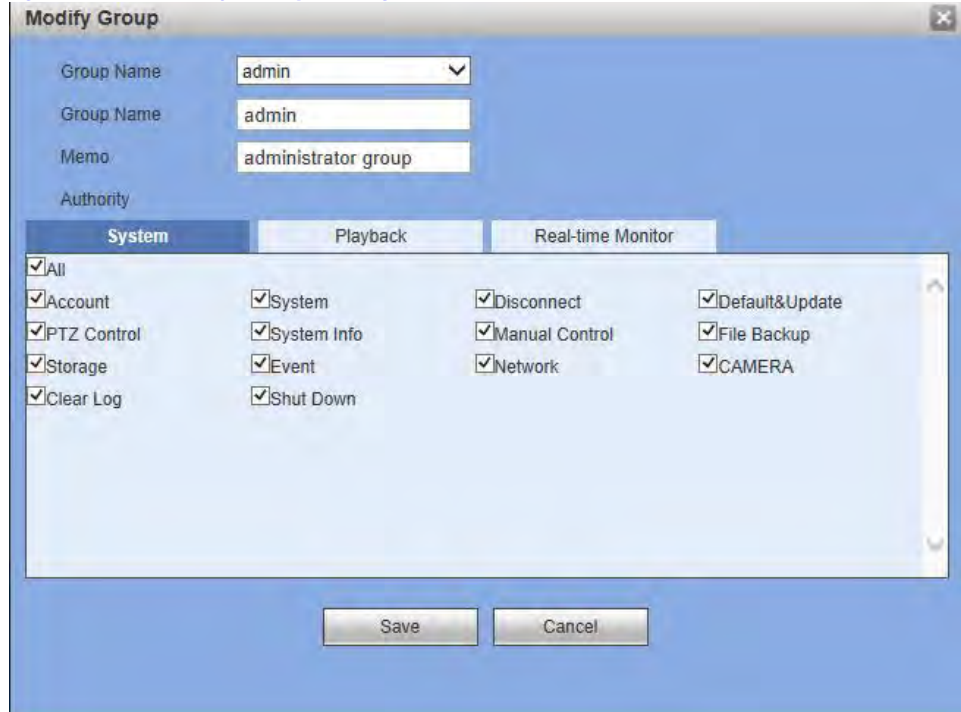 Modify Group
Group Name admin
Group Name admin
Memo administrator group
Authority
System Playback Real-time Monitor
All
Account System Disconnect Default&Update
PTZ Control System Info Manual Control File Backup
Storage Event Network CAMERA
Clear Log Shut Down
Save Cancel